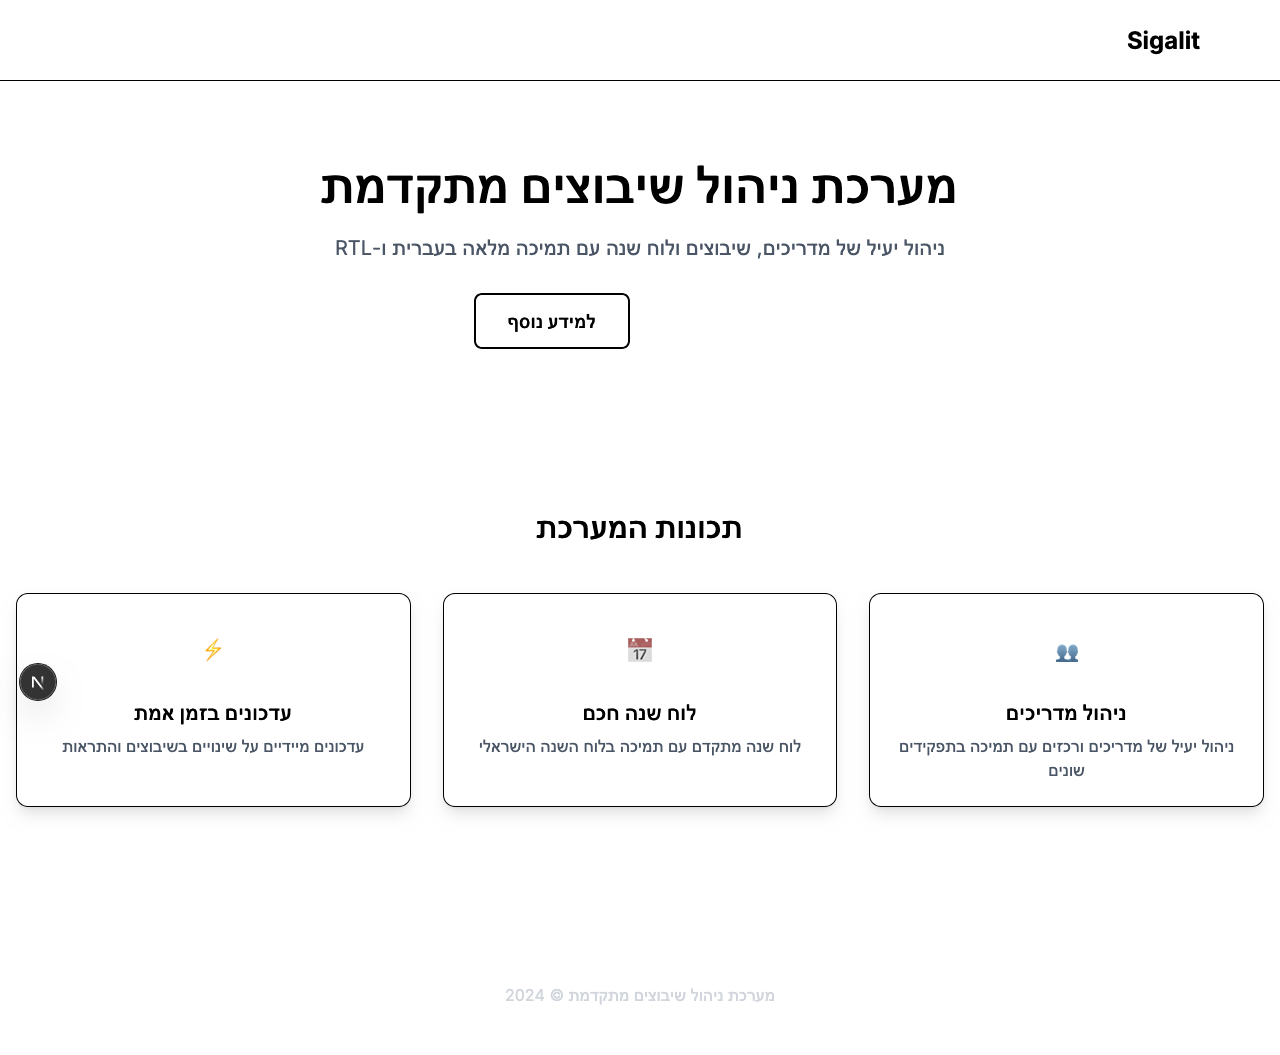 Sigalit
מערכת ניהול שיבוצים מתקדמת
ניהול יעיל של מדריכים, שיבוצים ולוח שנה עם תמיכה מלאה בעברית ו-RTL
למידע נוסף
תכונות המערכת
ניהול מדריכים
ניהול יעיל של מדריכים ורכזים עם תמיכה בתפקידים
שונים
17
לוח שנה חכם
לוח שנה מתקדם עם תמיכה בלוח השנה הישראלי
עדכונים בזמן אמת
עדכונים מיידיים על שינויים בשיבוצים והתראות
N
מערכת ניהול שיבוצים מתקדמת © 2024